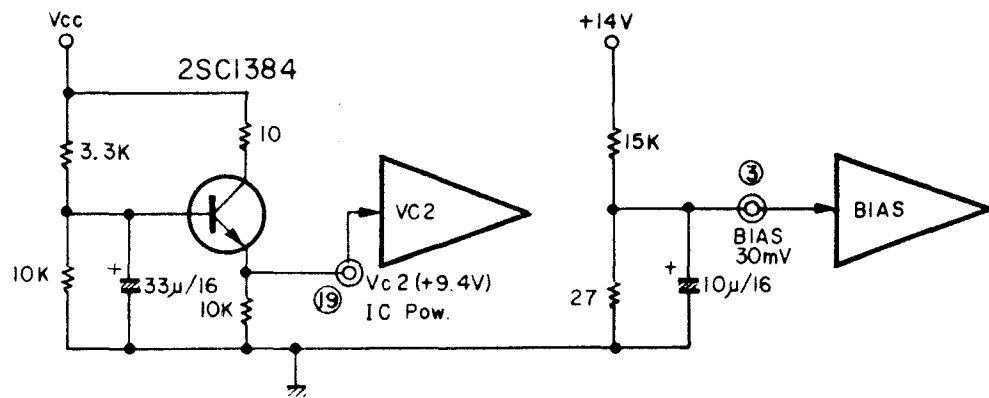 Vcc
2SC1384
10
3.3K
VC2
10K
33μ/16
10K
19
Vc2 (+9.4V)
IC Pow.
+14V
15K
3
BIAS
30mV
BIAS
27
10μ/16